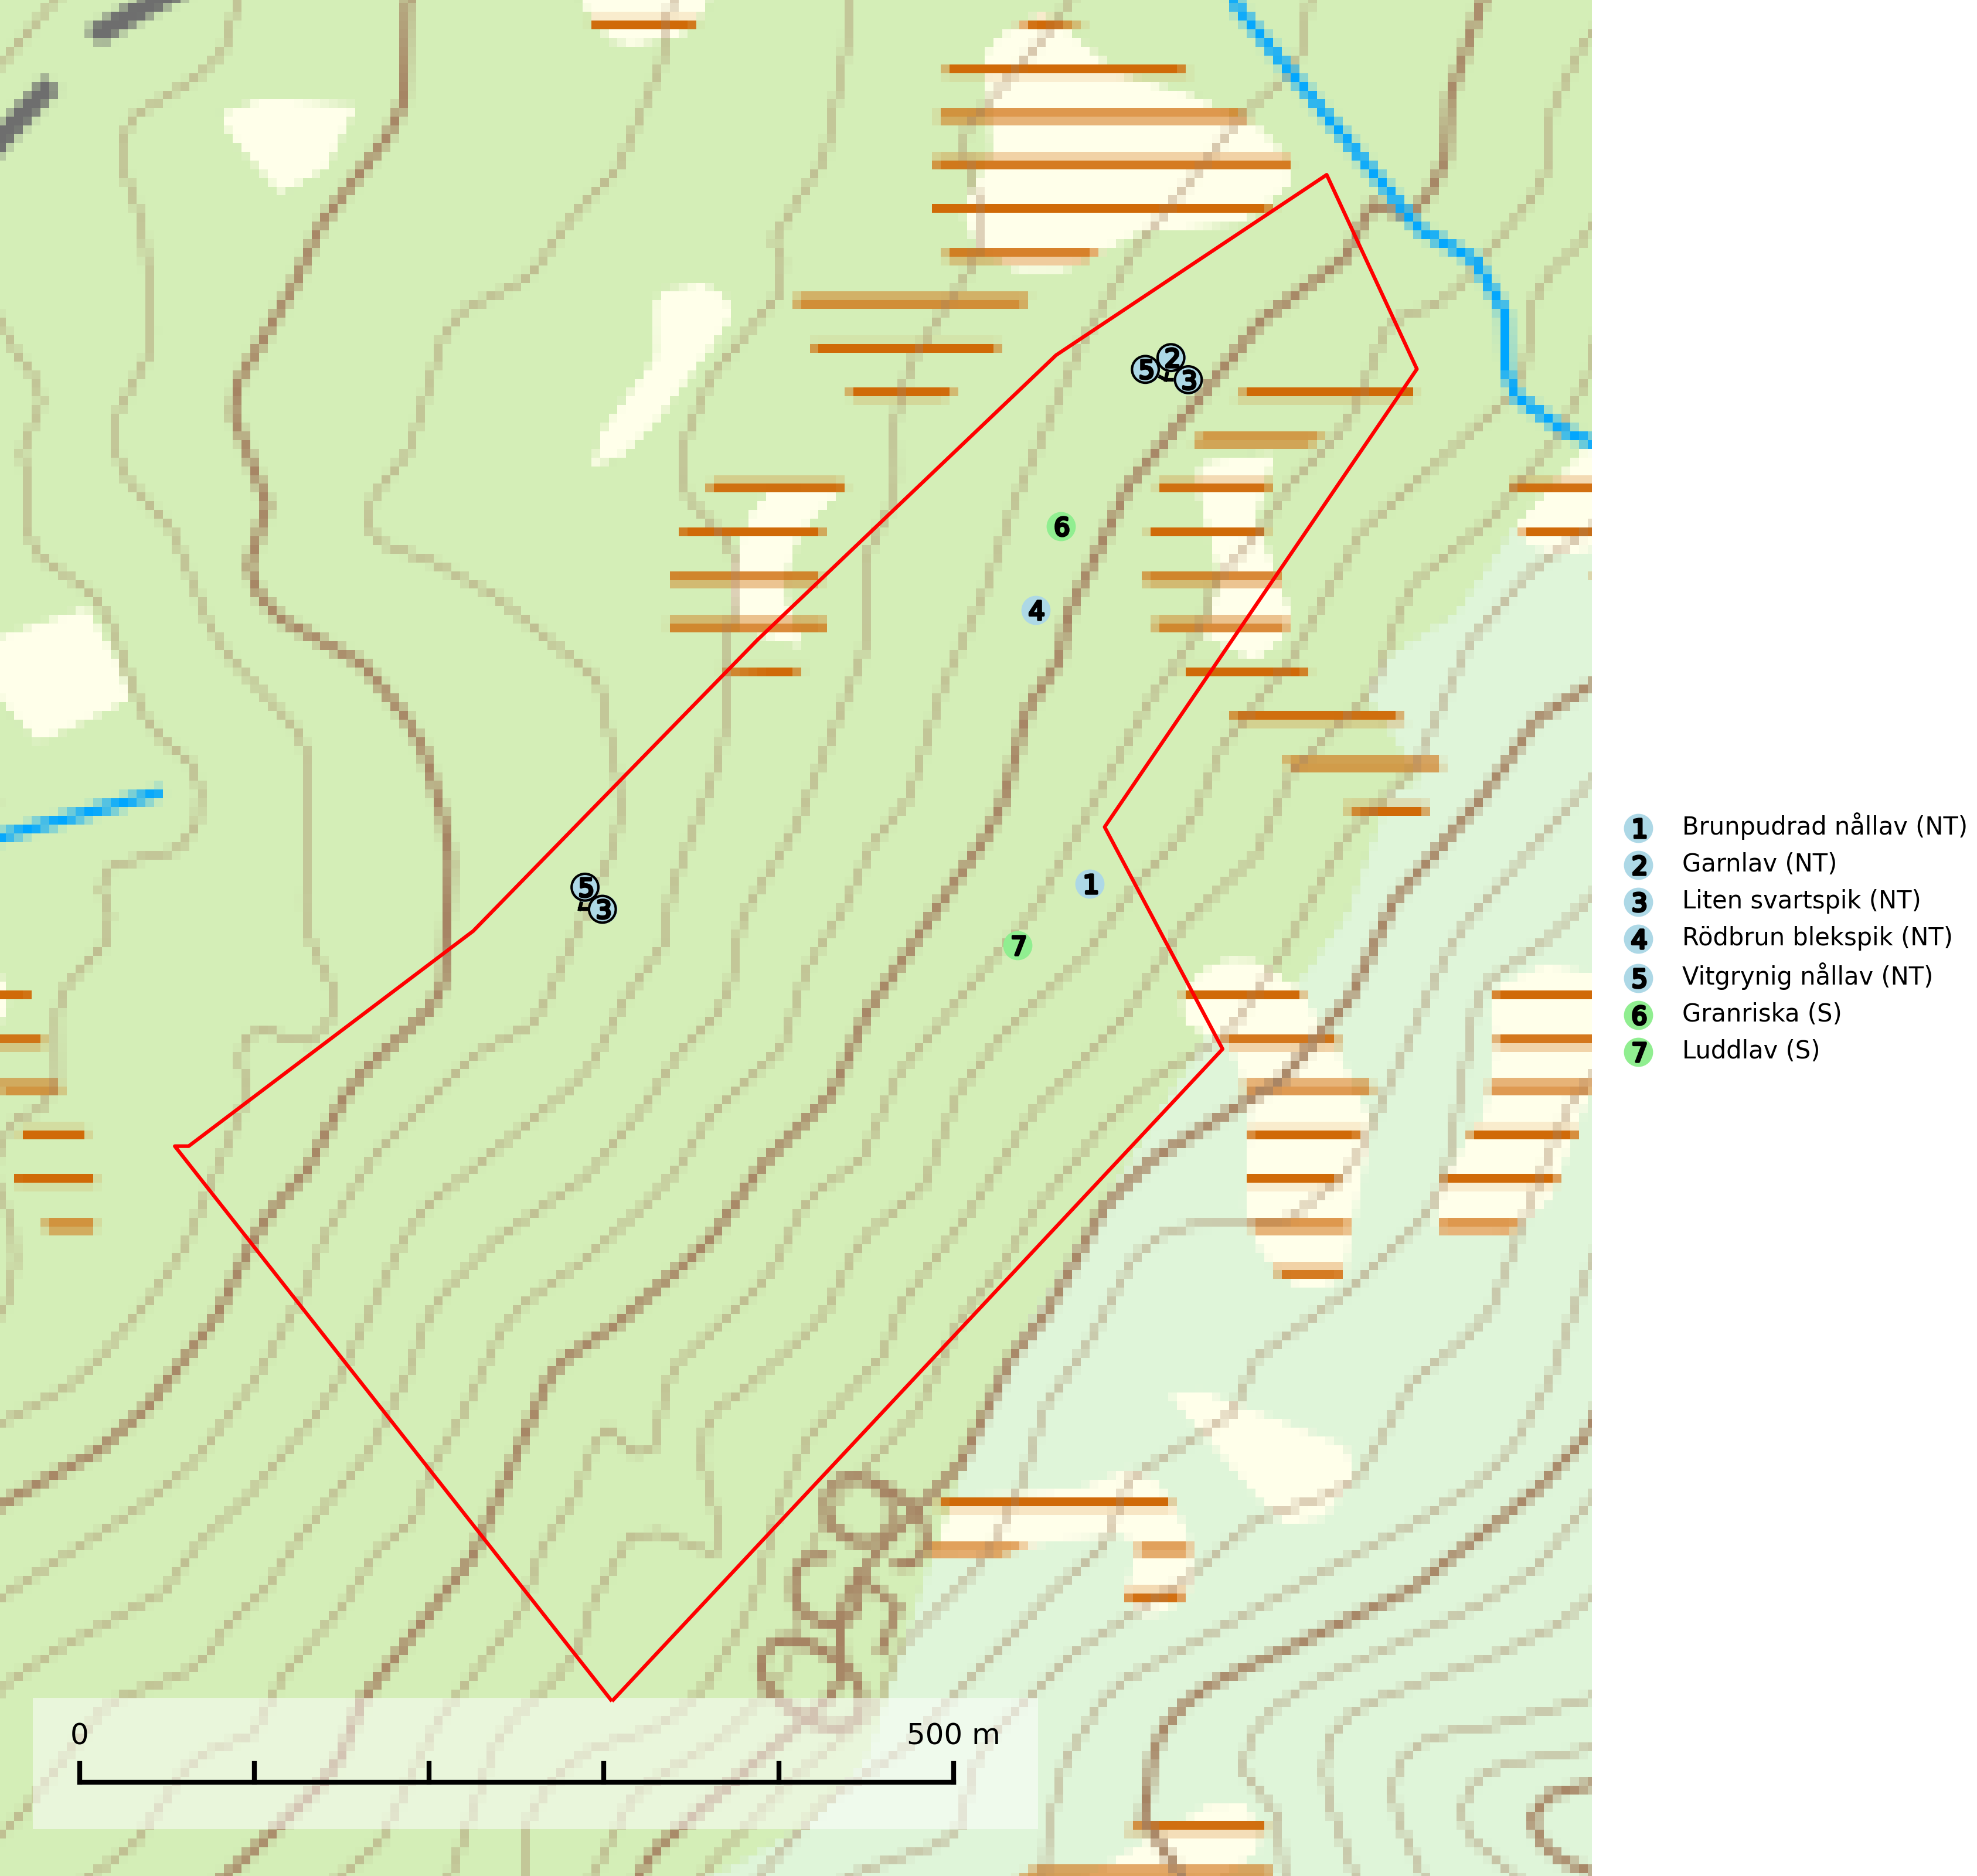 2
5
3
6
4
5
3
1
7
1 Brunpudrad nållav (NT)
2 Garnlav (NT)
3 Liten svartspik (NT)
4 Rödbrun blekspik (NT)
5 Vitgrynig nållav (NT)
6 Granriska (S)
7 Luddlav (S)
0 500 m